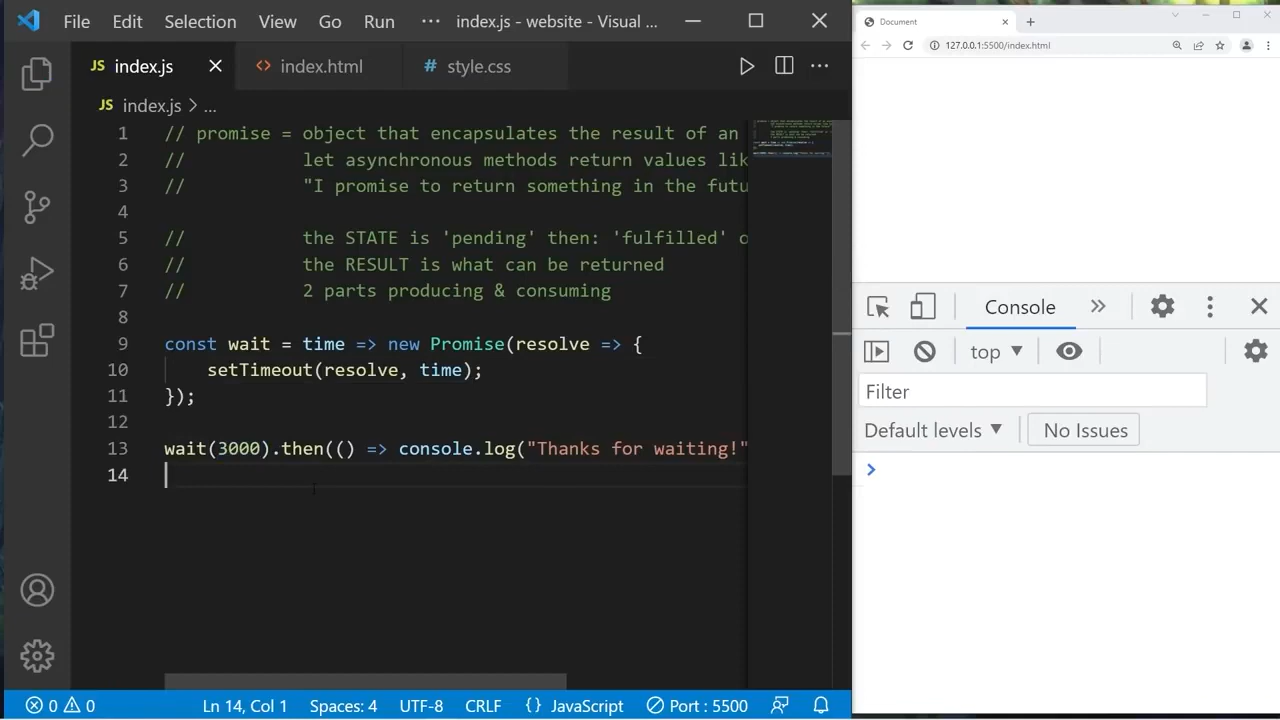 File Edit Selection View Go Run ··· index.js - website - Visual ...
JS index.js
<> index.html
# style.css
JS index.js > ...
1 // promise = object that encapsulates the result of an
2 // let asynchronous methods return values lik
3 // "I promise to return something in the futu
4
5 // the STATE is 'pending' then: 'fulfilled' o
6 // the RESULT is what can be returned
7 // 2 parts producing & consuming
8
9 const wait = time => new Promise(resolve => {
10 setTimeout(resolve, time);
11 });
12
13 wait(3000).then(() => console.log("Thanks for waiting!"
14
0 0 Ln 14, Col 1 Spaces: 4 UTF-8 CRLF {} JavaScript Port : 5500
Document
127.0.0.1:5500/index.html
Console
top
Filter
Default levels
No Issues